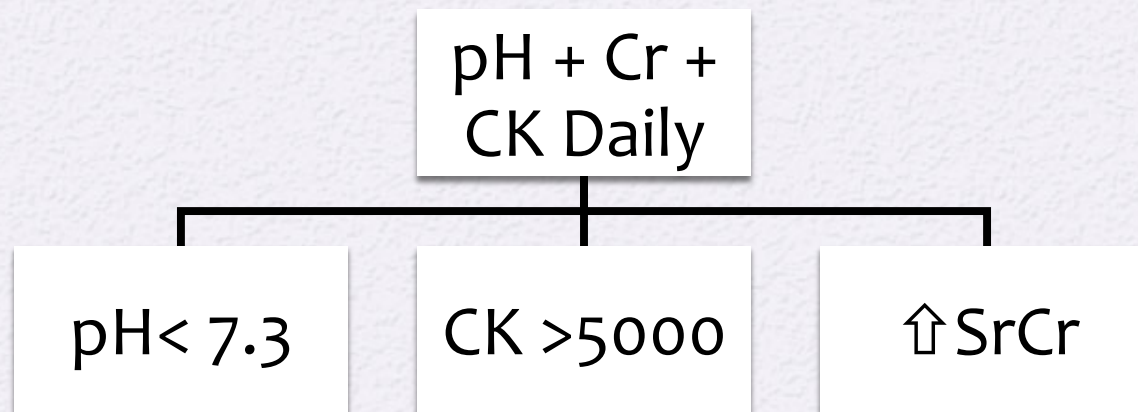 pH + Cr +
CK Daily
pH< 7.3
CK >5000
⇧SrCr